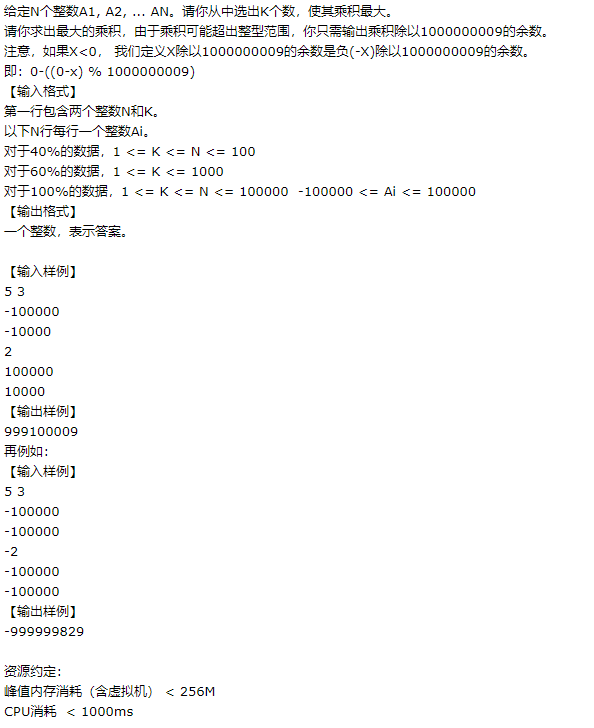 给定N个整数A1, A2, ... AN。请你从中选出K个数，使其乘积最大。
请你求出最大的乘积，由于乘积可能超出整型范围，你只需输出乘积除以1000000009的余数。
注意，如果X<0， 我们定义X除以1000000009的余数是负(-X)除以1000000009的余数。
即：0-((0-x) % 1000000009)
【输入格式】
第一行包含两个整数N和K。
以下N行每行一个整数Ai。
对于40%的数据，1 <= K <= N <= 100
对于60%的数据，1 <= K <= 1000
对于100%的数据，1 <= K <= N <= 100000  -100000 <= Ai <= 100000
【输出格式】
一个整数，表示答案。
【输入样例】
5 3
-100000
-10000
2
100000
10000
【输出样例】
999100009
再例如：
【输入样例】
5 3
-100000
-100000
-2
-100000
-100000
【输出样例】
-999999829
资源约定：
峰值内存消耗（含虚拟机） < 256M
CPU消耗  < 1000ms